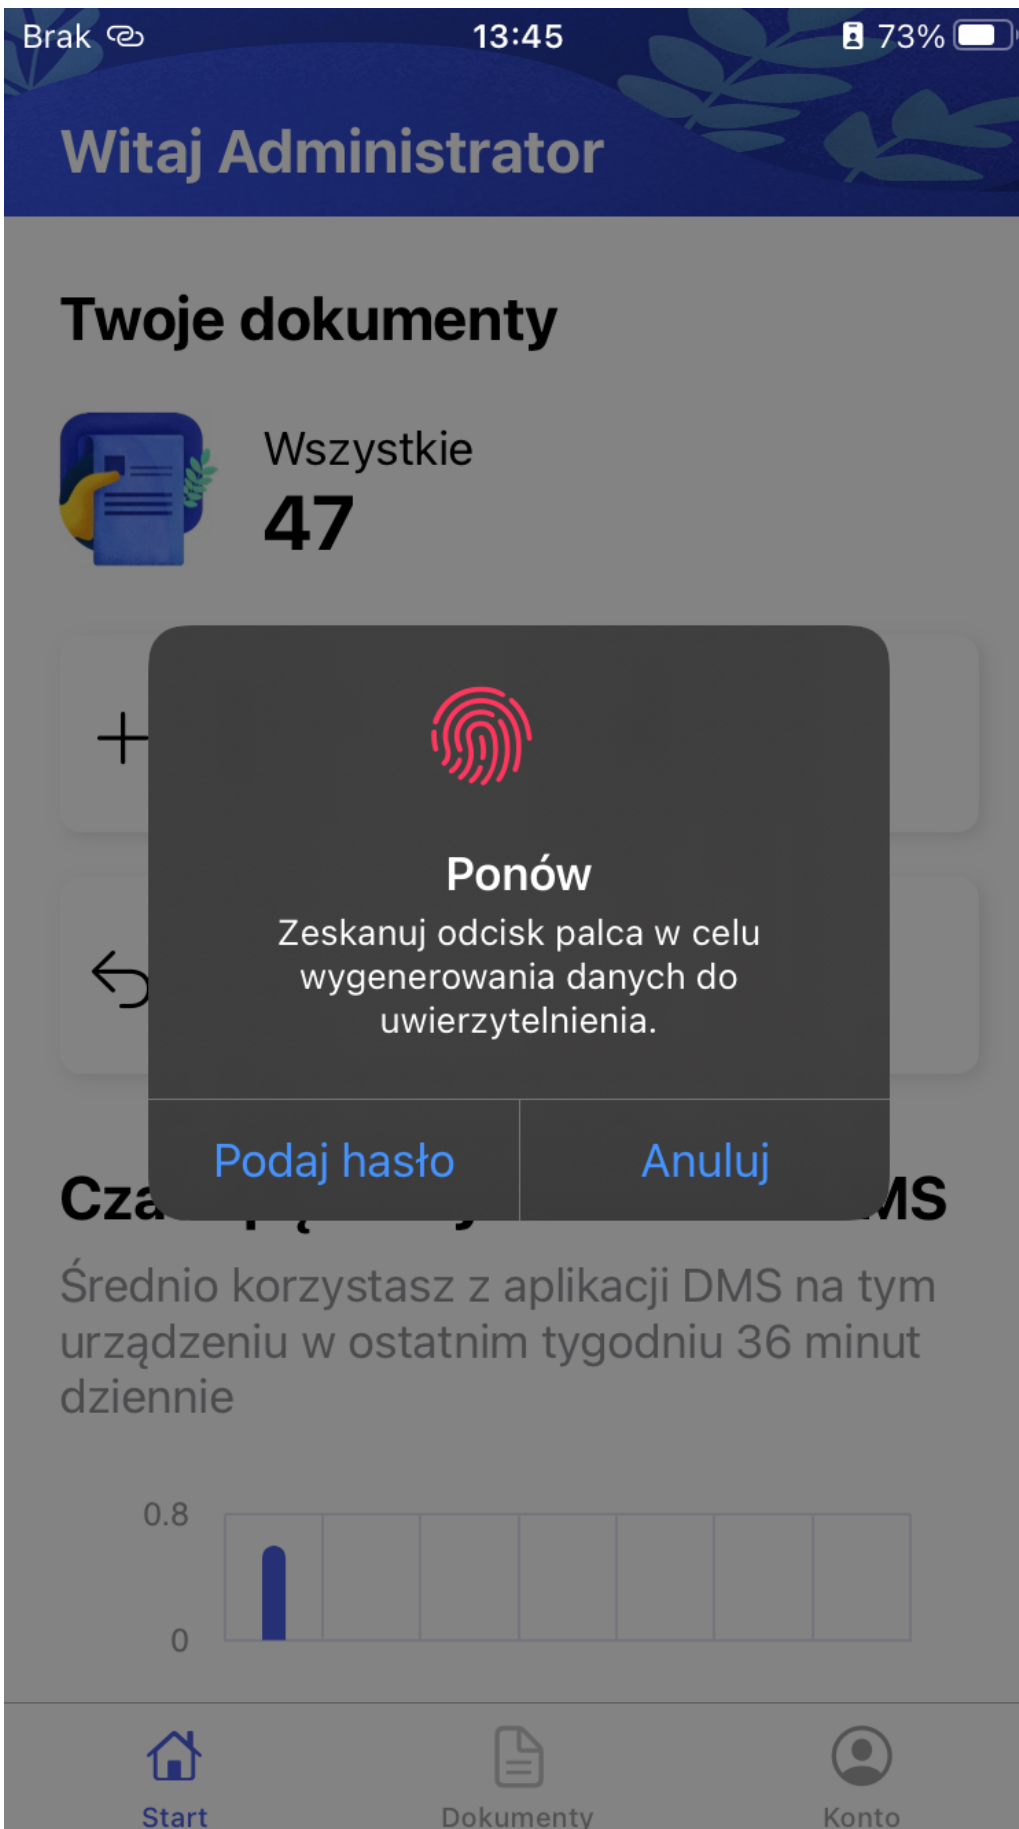 Brak 13:45 73%
Witaj Administrator
Twoje dokumenty
Wszystkie
47
Ponów
Zeskanuj odcisk palca w celu
wygenerowania danych do
uwierzytelnienia.
Podaj hasło Anuluj
Średnio korzystasz z aplikacji DMS na tym
urządzeniu w ostatnim tygodniu 36 minut
dziennie
0.8
0
Start Dokumenty Konto